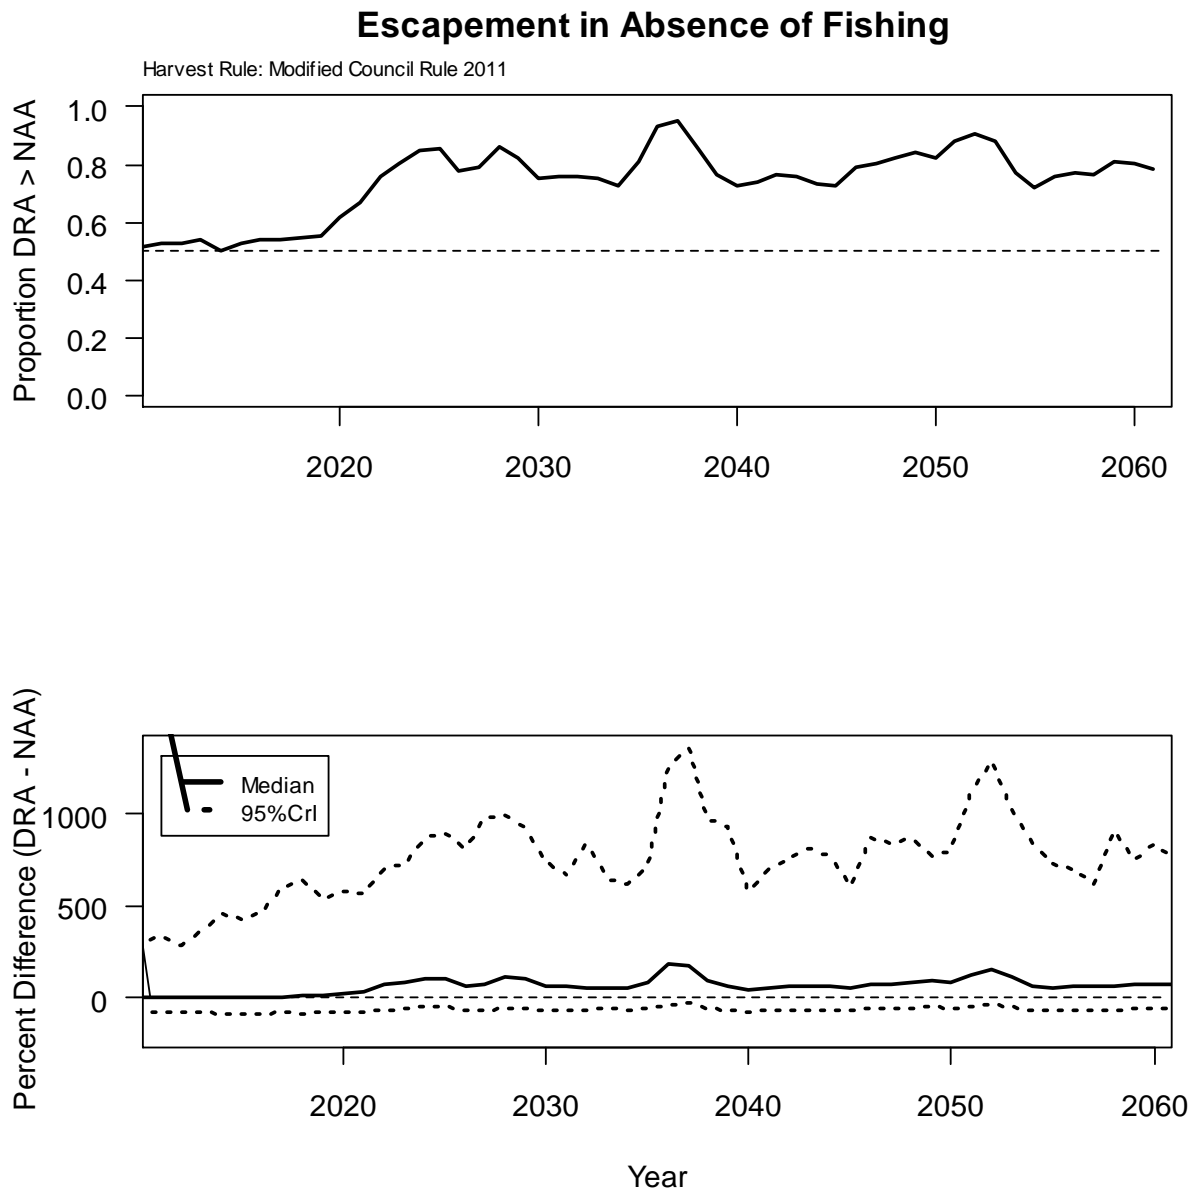 Escapement in Absence of Fishing
Harvest Rule: Modified Council Rule 2011
Proportion DRA > NAA
1.0
0.8
0.6
0.4
0.2
0.0
2020 2030 2040 2050 2060
Percent Difference (DRA - NAA)
1000
500
0
Median
95%CrI
2020 2030 2040 2050 2060
Year